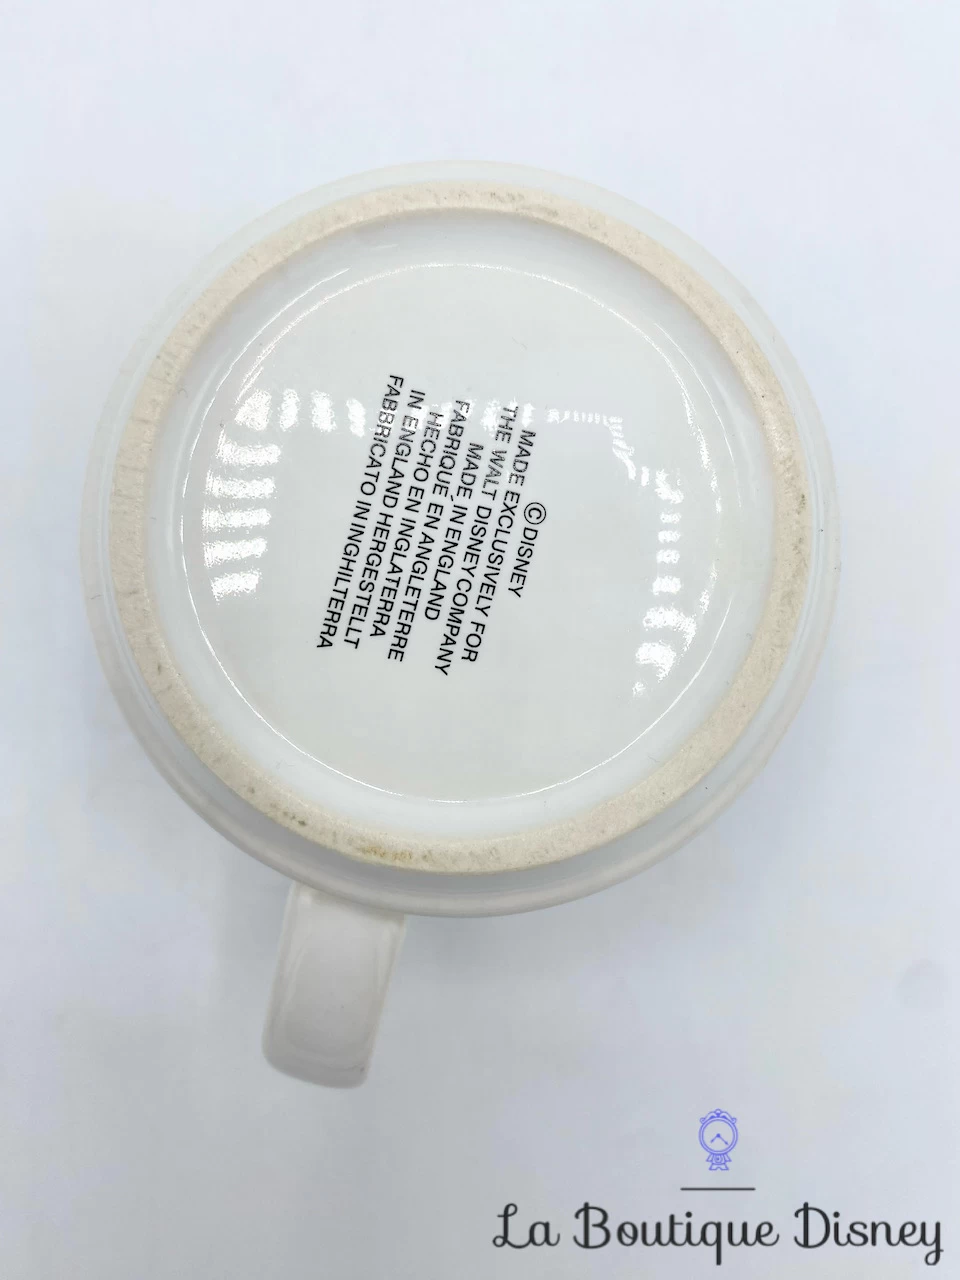 ©DISNEY
MADE EXCLUSIVELY FOR
THE WALT DISNEY COMPANY
MADE IN ENGLAND
FABRIQUÉ EN ANGLETERRE
HECHO EN INGLATERRA
IN ENGLAND HERGESTELLT
FABBRICATO IN INGHILTERRA
La Boutique Disney